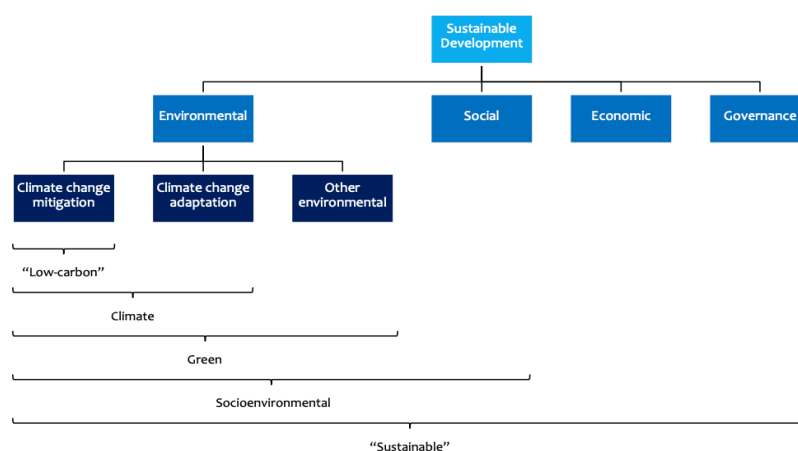 Sustainable
Development
Environmental
Social
Economic
Governance
Climate change
mitigation
Climate change
adaptation
Other
environmental
“Low-carbon”
Climate
Green
Socioenvironmental
“Sustainable”